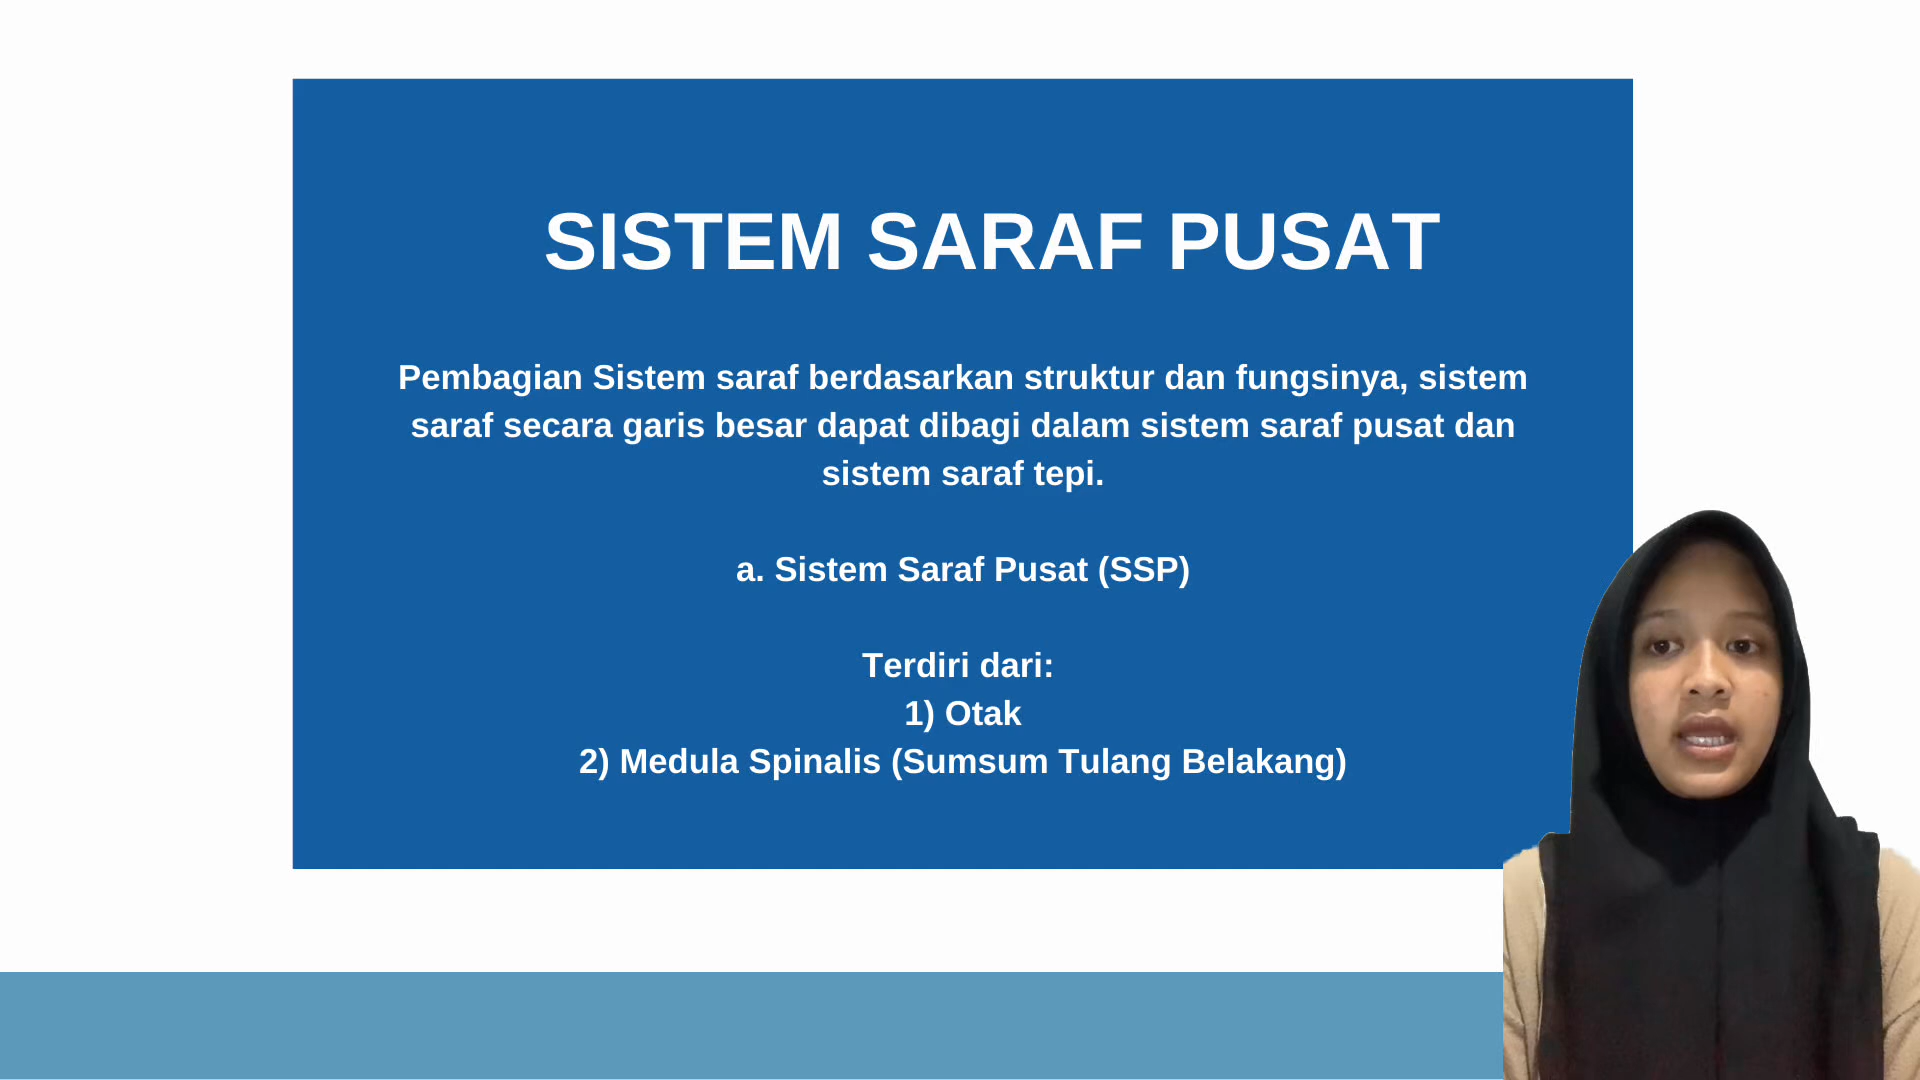 SISTEM SARAF PUSAT
Pembagian Sistem saraf berdasarkan struktur dan fungsinya, sistem
saraf secara garis besar dapat dibagi dalam sistem saraf pusat dan
sistem saraf tepi.
a. Sistem Saraf Pusat (SSP)
Terdiri dari:
1) Otak
2) Medula Spinalis (Sumsum Tulang Belakang)